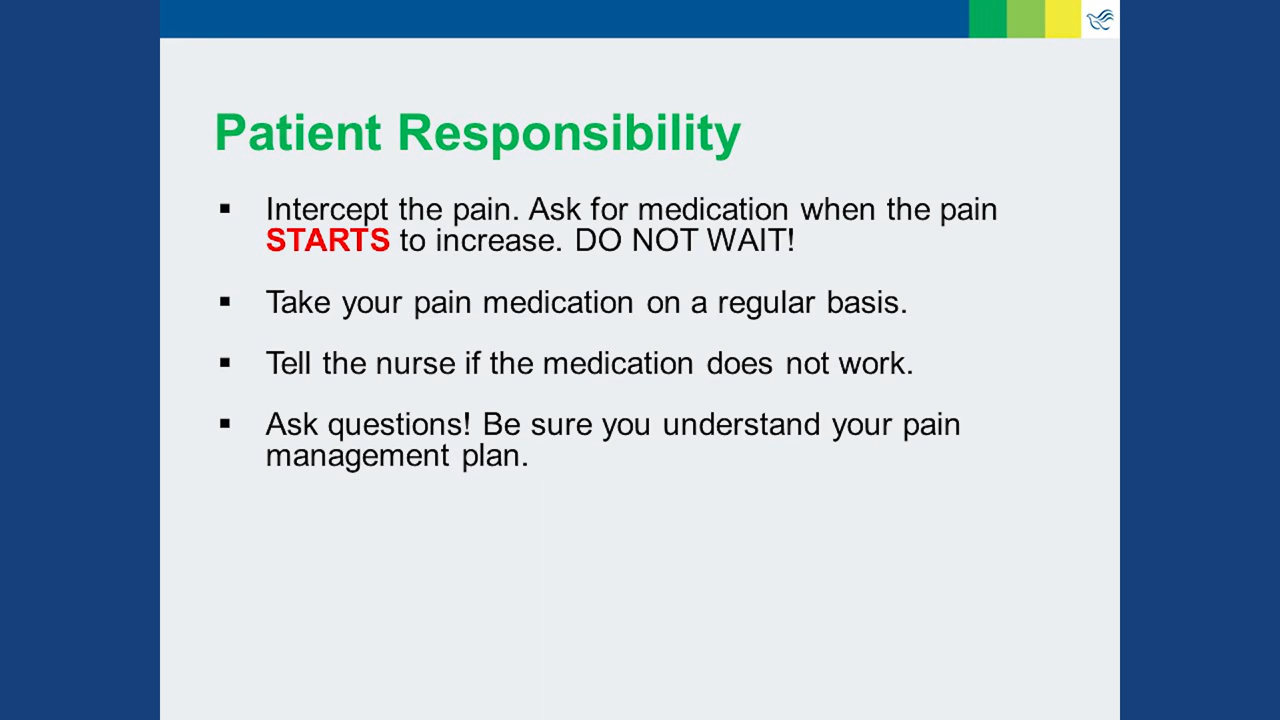 Patient Responsibility
▪ Intercept the pain. Ask for medication when the pain
STARTS to increase. DO NOT WAIT!
▪ Take your pain medication on a regular basis.
▪ Tell the nurse if the medication does not work.
▪ Ask questions! Be sure you understand your pain
management plan.